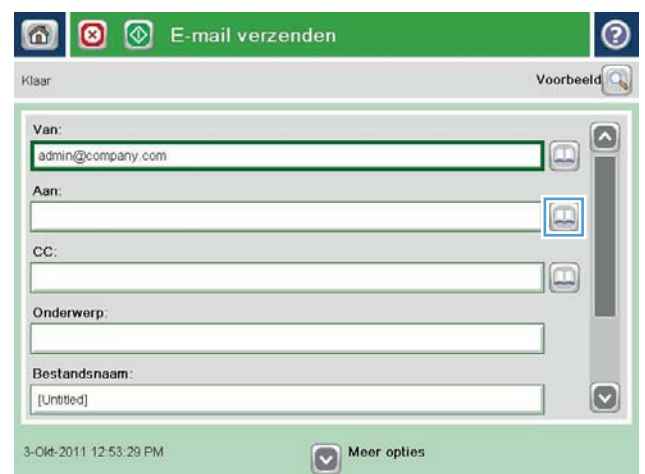 E-mail verzenden
Klaar
Voorbeeld
Van:
admin@company.com
Aan:
CC:
Onderwerp:
Bestandsnaam:
[Untitled]
3-Okt-2011 12:53:29 PM
Meer opties